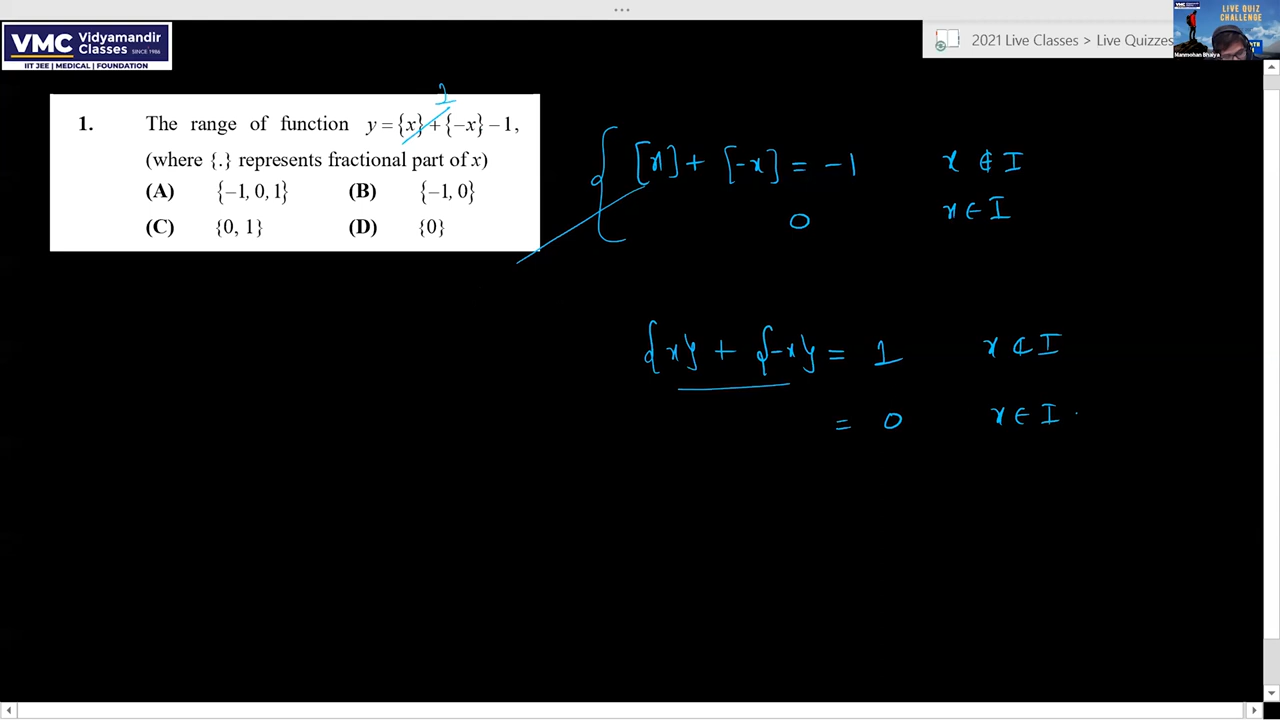 VMC Vidyamandir Classes SINCE 1986
IIT JEE | MEDICAL | FOUNDATION
2021 Live Classes > Live Quizzes
LIVE QUIZ
CHALLENGE
Manmohan Bhaiya
1. The range of function y = {x} + {–x} – 1,
(where {.} represents fractional part of x)
(A) {–1, 0, 1} (B) {–1, 0}
(C) {0, 1} (D) {0}
1
[x] + [-x] = -1 x ∉ I
0 x ∈ I
{x} + {-x} = 1 x ∉ I
= 0 x ∈ I